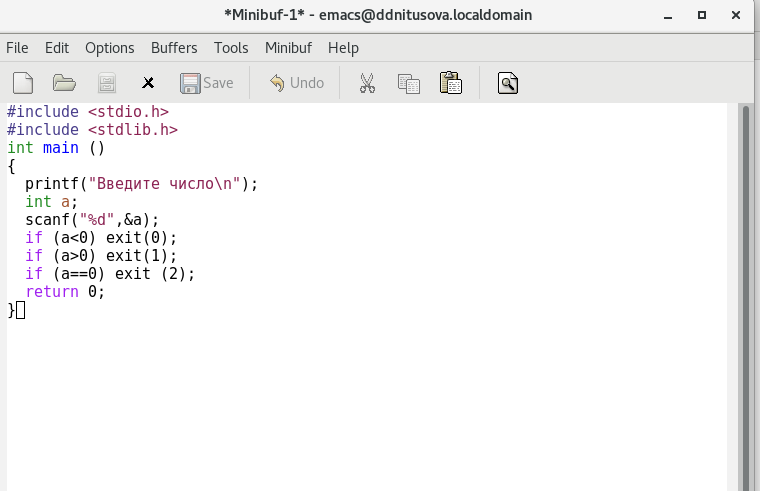 *Minibuf-1* - emacs@ddnitusova.localdomain
File Edit Options Buffers Tools Minibuf Help
Save Undo
#include <stdio.h>
#include <stdlib.h>
int main ()
{
  printf("Введите число\n");
  int a;
  scanf("%d",&a);
  if (a<0) exit(0);
  if (a>0) exit(1);
  if (a==0) exit (2);
  return 0;
}